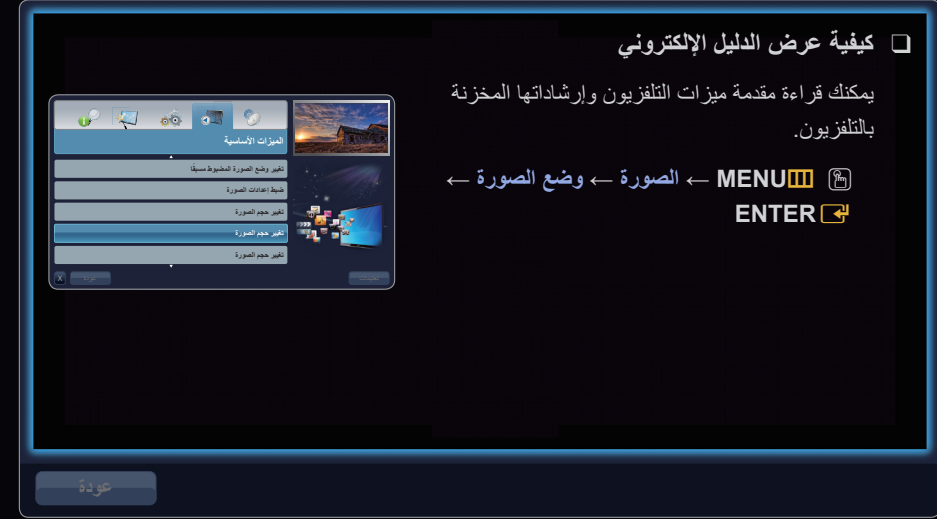 ❑ كيفية عرض الدليل الإلكتروني
يمكنك قراءة مقدمة ميزات التلفزيون وإرشاداتها المخزنة
بالتلفزيون.
MENU ← الصورة ← وضع الصورة ←
ENTER
الميزات الأساسية
تغيير وضع الصورة المضبوط مسبقًا
ضبط إعدادات الصورة
تغيير حجم الصورة
تغيير حجم الصورة
تغيير حجم الصورة
X
عودة